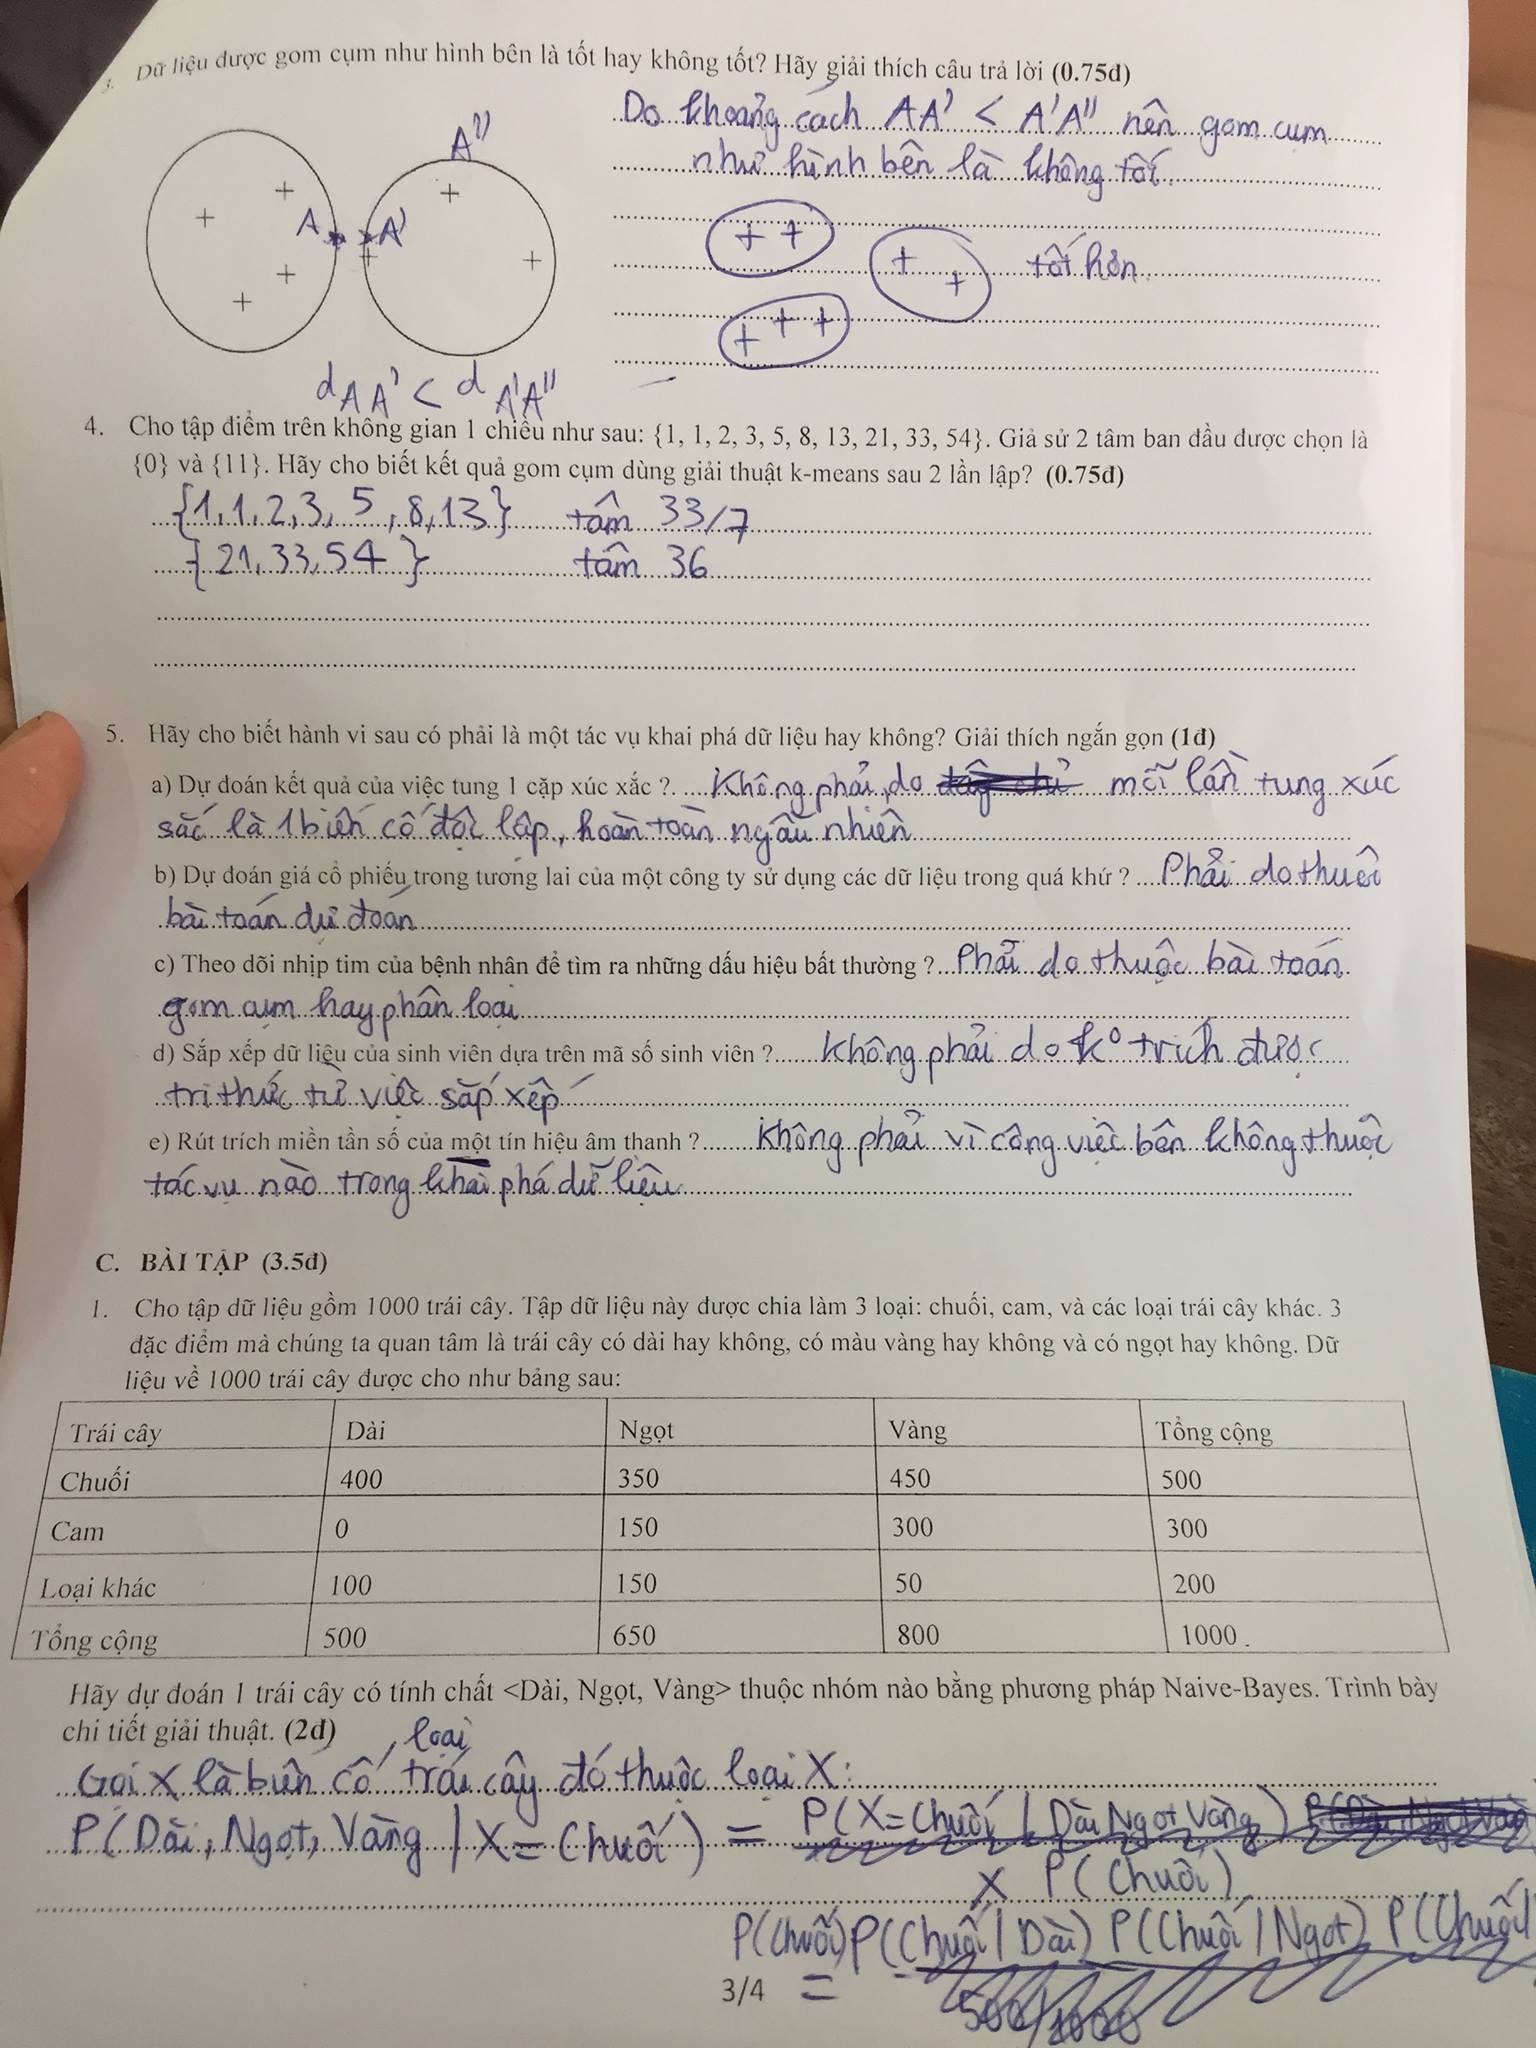 3. Dữ liệu được gom cụm như hình bên là tốt hay không tốt? Hãy giải thích câu trả lời (0.75đ)
Do khoảng cách AA' < A'A'' nên gom cụm
như hình bên là không tốt.
A''
A A'
tốt hơn
d AA' < d A'A''
4. Cho tập điểm trên không gian 1 chiều như sau: {1, 1, 2, 3, 5, 8, 13, 21, 33, 54}. Giả sử 2 tâm ban đầu được chọn là
{0} và {11}. Hãy cho biết kết quả gom cụm dùng giải thuật k-means sau 2 lần lặp? (0.75đ)
{1, 1, 2, 3, 5, 8, 13} tâm 33/7
{21, 33, 54} tâm 36
5. Hãy cho biết hành vi sau có phải là một tác vụ khai phá dữ liệu hay không? Giải thích ngắn gọn (1đ)
a) Dự đoán kết quả của việc tung 1 cặp xúc xắc ?.... Không phải, do mỗi lần tung xúc
sắc là 1 biến cố độc lập, hoàn toàn ngẫu nhiên
b) Dự đoán giá cổ phiếu trong tương lai của một công ty sử dụng các dữ liệu trong quá khứ ? .... Phải do thuộc
bài toán dự đoán
c) Theo dõi nhịp tim của bệnh nhân để tìm ra những dấu hiệu bất thường ?... Phải do thuộc bài toán
gom cụm hay phân loại
d) Sắp xếp dữ liệu của sinh viên dựa trên mã số sinh viên ?...... Không phải do k° trích được
tri thức từ việc sắp xếp
e) Rút trích miền tần số của một tín hiệu âm thanh ?....... Không phải vì công việc bên không thuộc
tác vụ nào trong khai phá dữ liệu
C. BÀI TẬP (3.5đ)
1. Cho tập dữ liệu gồm 1000 trái cây. Tập dữ liệu này được chia làm 3 loại: chuối, cam, và các loại trái cây khác. 3
đặc điểm mà chúng ta quan tâm là trái cây có dài hay không, có màu vàng hay không và có ngọt hay không. Dữ
liệu về 1000 trái cây được cho như bảng sau:
Trái cây Dài Ngọt Vàng Tổng cộng
Chuối 400 350 450 500
Cam 0 150 300 300
Loại khác 100 150 50 200
Tổng cộng 500 650 800 1000
Hãy dự đoán 1 trái cây có tính chất <Dài, Ngọt, Vàng> thuộc nhóm nào bằng phương pháp Naive-Bayes. Trình bày
chi tiết giải thuật. (2đ)
loại
Gọi X là biến cố trái cây đó thuộc loại X:
P(Dài, Ngọt, Vàng | X = Chuối) = P(X = Chuối | Dài Ngọt Vàng)
x P(Chuối)
P(Chuối) P(Chuối | Dài) P(Chuối | Ngọt) P(Chuối |
3/4 = 500/1000